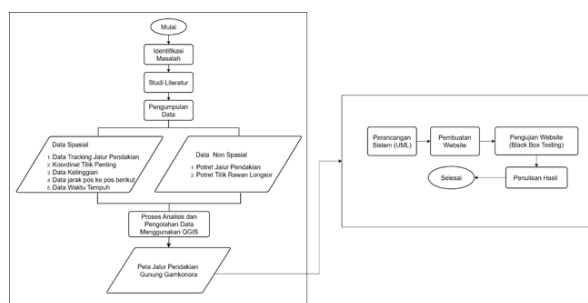 Mulai
Identifikasi
Masalah
Studi Literatur
Pengumpulan
Data
Data Spasial
1. Data Tracking Jalur Pendakian
2. Koordinat Titik Penting
3. Data Ketinggian
4. Data jarak pos ke pos berikut
5. Data Waktu Tempuh
Data Non Spasial
1. Potret Jalur Pendakian
2. Potret Titik Rawan Longsor
Proses Analisis dan
Pengolahan Data
Menggunakan QGIS
Peta Jalur Pendakian
Gunung Gamkonora
Perancangan
Sistem (UML)
Pembuatan
Website
Pengujian Website
(Black Box Testing)
Penulisan Hasil
Selesai